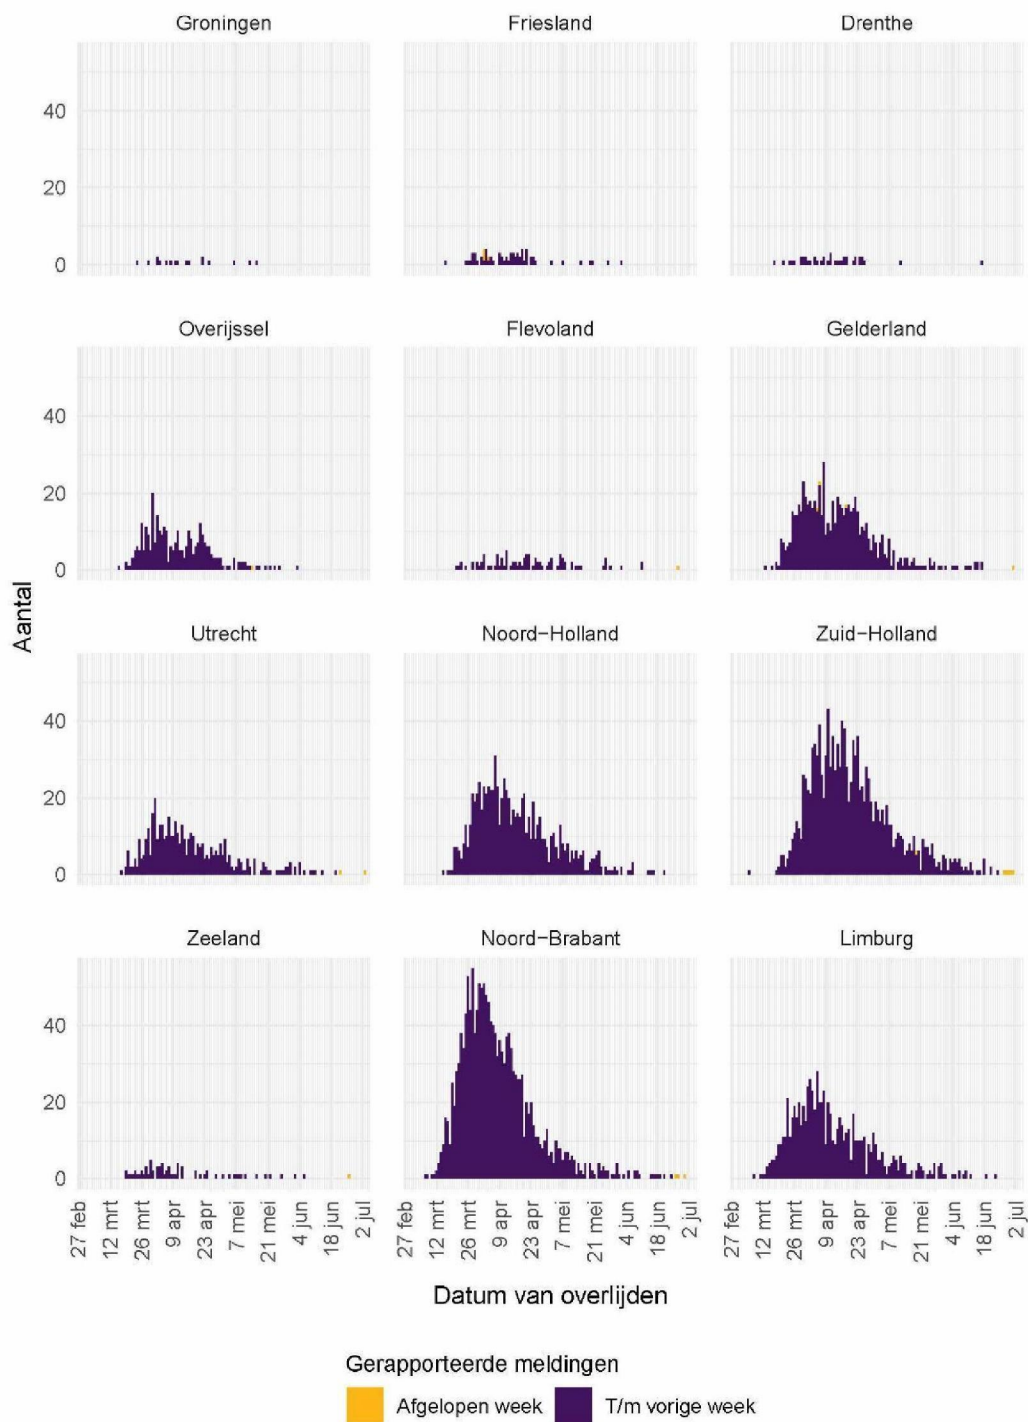 Groningen
Friesland
Drenthe
40
20
0
Overijssel
Flevoland
Gelderland
40
20
0
Aantal
Utrecht
Noord-Holland
Zuid-Holland
40
20
0
Zeeland
Noord-Brabant
Limburg
40
20
0
27 feb
12 mrt
26 mrt
9 apr
23 apr
7 mei
21 mei
4 jun
18 jun
2 jul
27 feb
12 mrt
26 mrt
9 apr
23 apr
7 mei
21 mei
4 jun
18 jun
2 jul
27 feb
12 mrt
26 mrt
9 apr
23 apr
7 mei
21 mei
4 jun
18 jun
2 jul
Datum van overlijden
Gerapporteerde meldingen
Afgelopen week
T/m vorige week